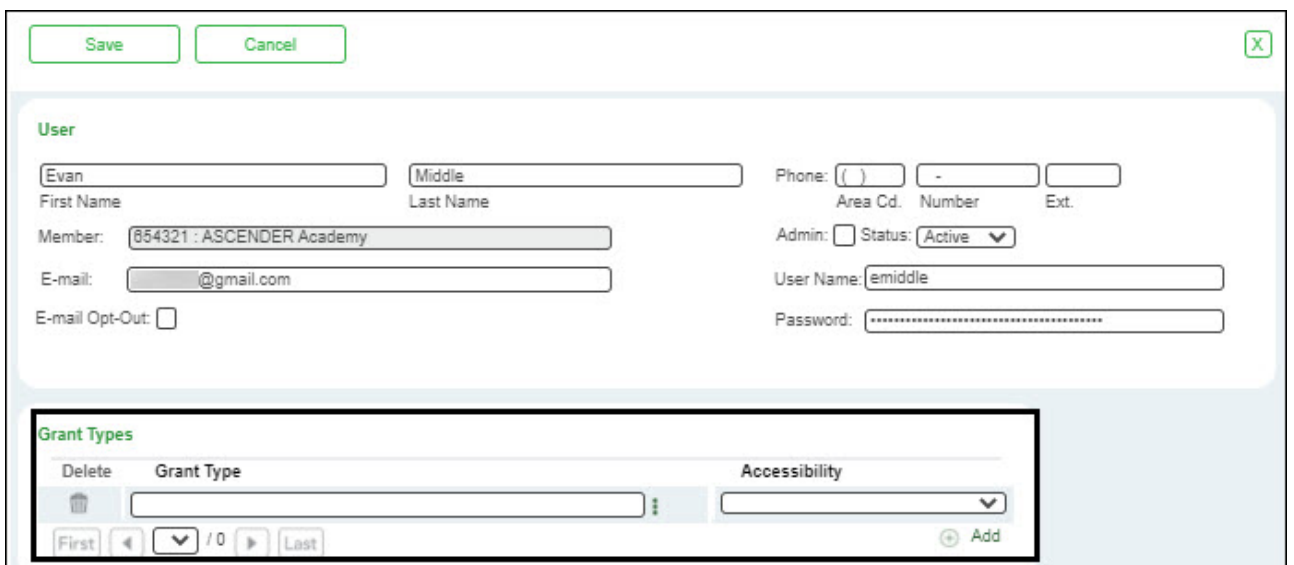 Save Cancel X
User
Evan Middle Phone: ( ) -
First Name Last Name Area Cd. Number Ext.
Member: 654321 : ASCENDER Academy Admin: Status: Active
E-mail: @gmail.com User Name: emiddle
E-mail Opt-Out: Password: ••••••••••••••••••••••••••••••••••••••••
Grant Types
Delete Grant Type Accessibility
First / 0 Last Add